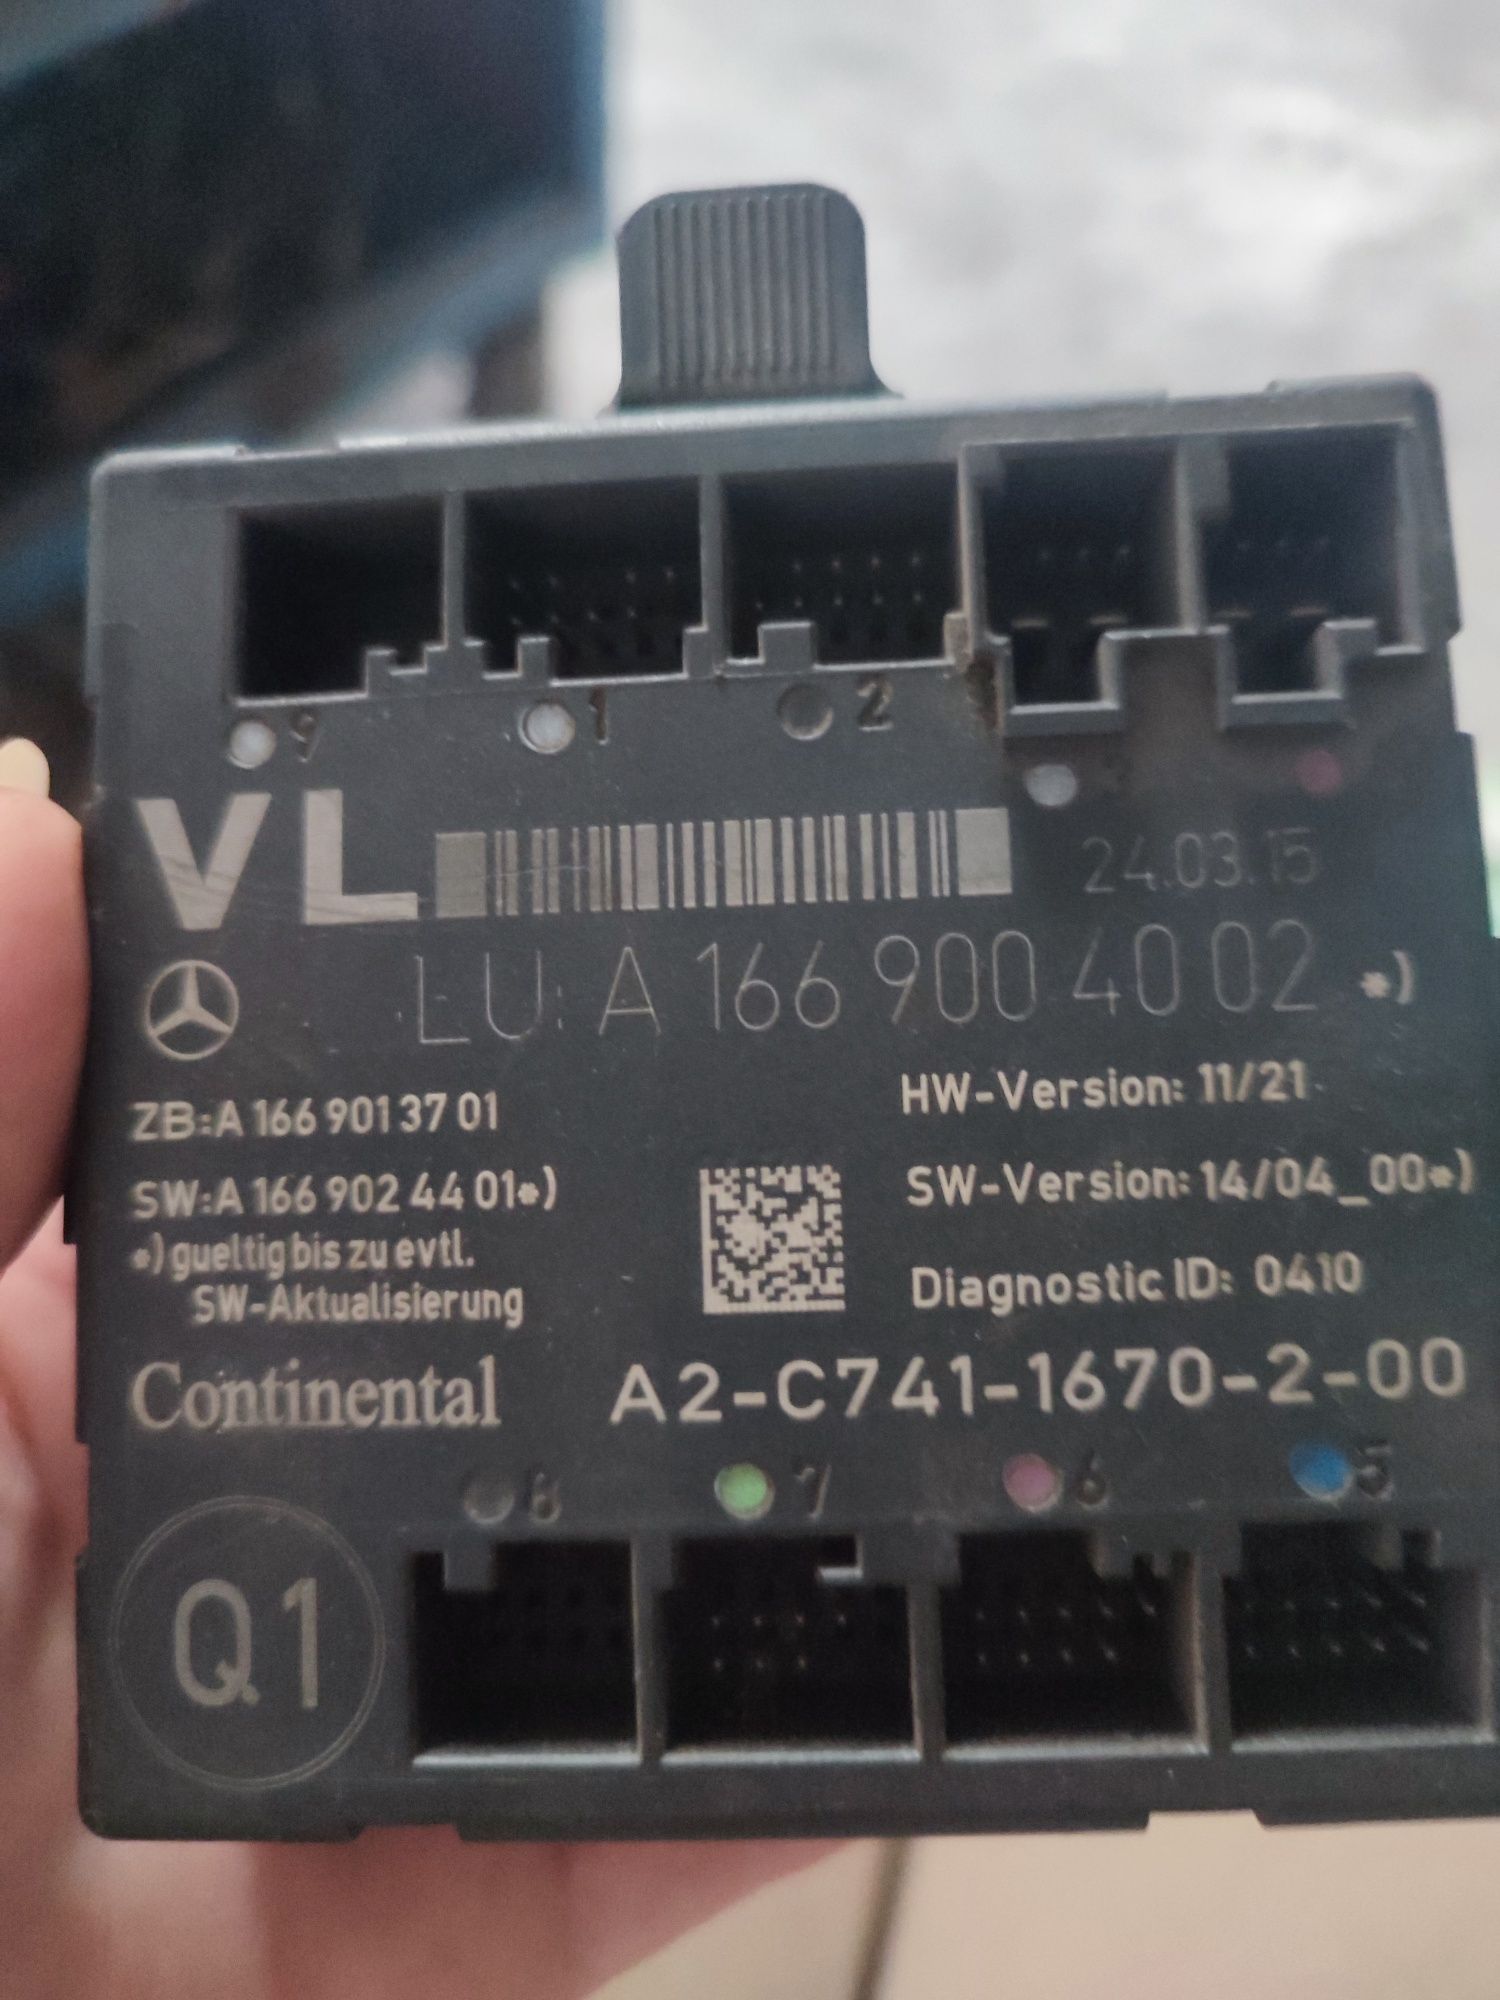 9 1 2
VL
24.03.15
LU: A 166 900 40 02 *)
ZB:A 166 901 37 01
HW-Version: 11/21
SW:A 166 902 44 01*)
SW-Version: 14/04_00*)
*) gueltig bis zu evtl.
SW-Aktualisierung
Diagnostic ID: 0410
Continental A2-C741-1670-2-00
8 7 6 5
Q1